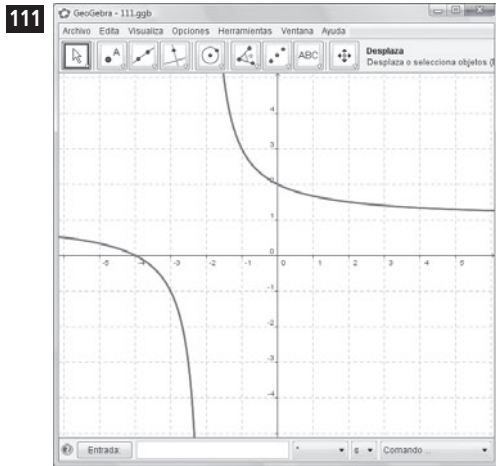 111
GeoGebra - 111.ggb
Archivo Edita Visualiza Opciones Herramientas Ventana Ayuda
A
ABC
Desplaza
Desplaza o selecciona objetos (
4
3
2
1
0
-5 -4 -3 -2 -1 0 1 2 3 4 5
-1
-2
-3
-4
Entrada:
Comando ...